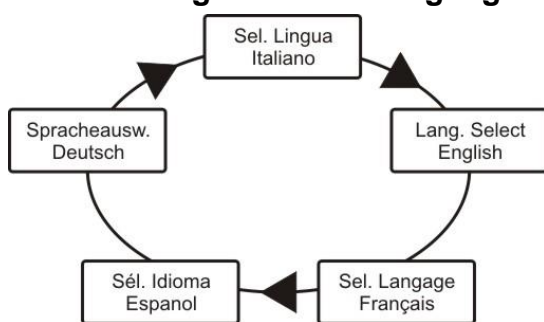 Sel. Lingua
Italiano
Spracheausw.
Deutsch
Lang. Select
English
Sél. Idioma
Espanol
Sel. Langage
Français